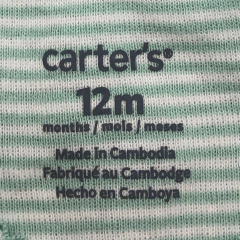 carter's®
12m
months / mois / meses
Made in Cambodia
Fabriqué au Cambodge
Hecho en Camboya